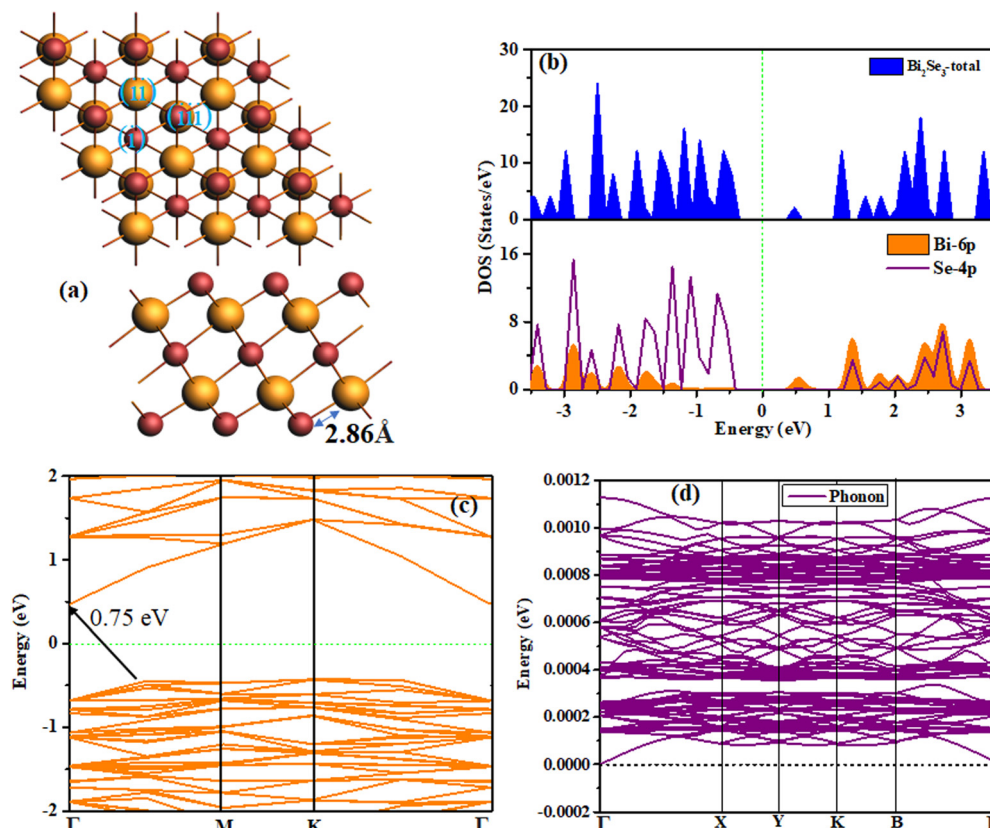 (ii)
(iii)
(i)
(a)
2.86Å
(b)
Bi2Se3-total
30
20
10
0
DOS (States/eV)
Bi-6p
Se-4p
16
8
0
-3 -2 -1 0 1 2 3
Energy (eV)
(c)
2
1
0
-1
-2
Energy (eV)
0.75 eV
Γ M K Γ
(d)
Phonon
0.0012
0.0010
0.0008
0.0006
0.0004
0.0002
0.0000
-0.0002
Energy (eV)
Γ X Y K B